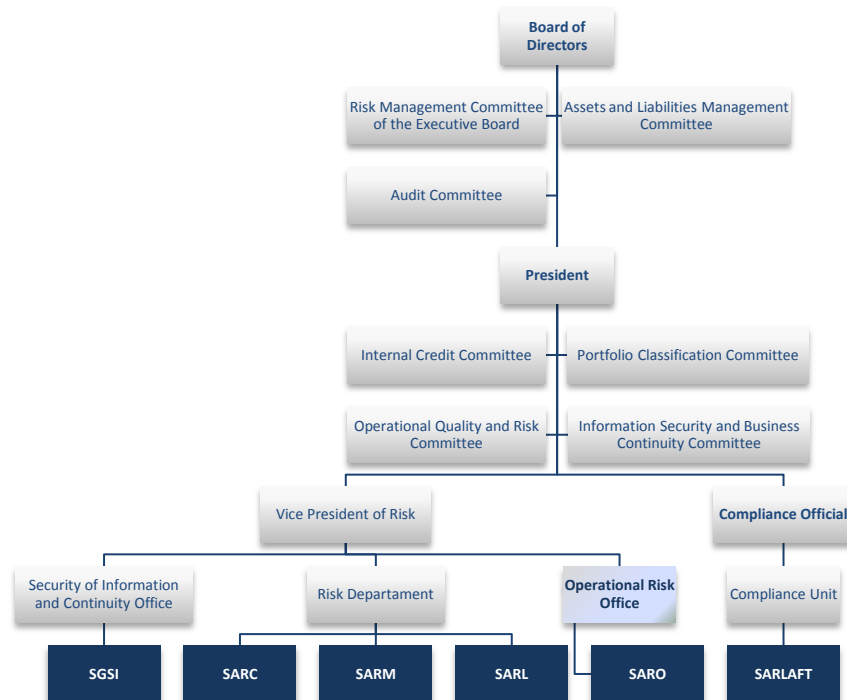 Board of
Directors
Risk Management Committee
of the Executive Board
Assets and Liabilities Management
Committee
Audit Committee
President
Internal Credit Committee
Portfolio Classification Committee
Operational Quality and Risk
Committee
Information Security and Business
Continuity Committee
Vice President of Risk
Compliance Official
Security of Information
and Continuity Office
Risk Departament
Operational Risk
Office
Compliance Unit
SGSI
SARC
SARM
SARL
SARO
SARLAFT